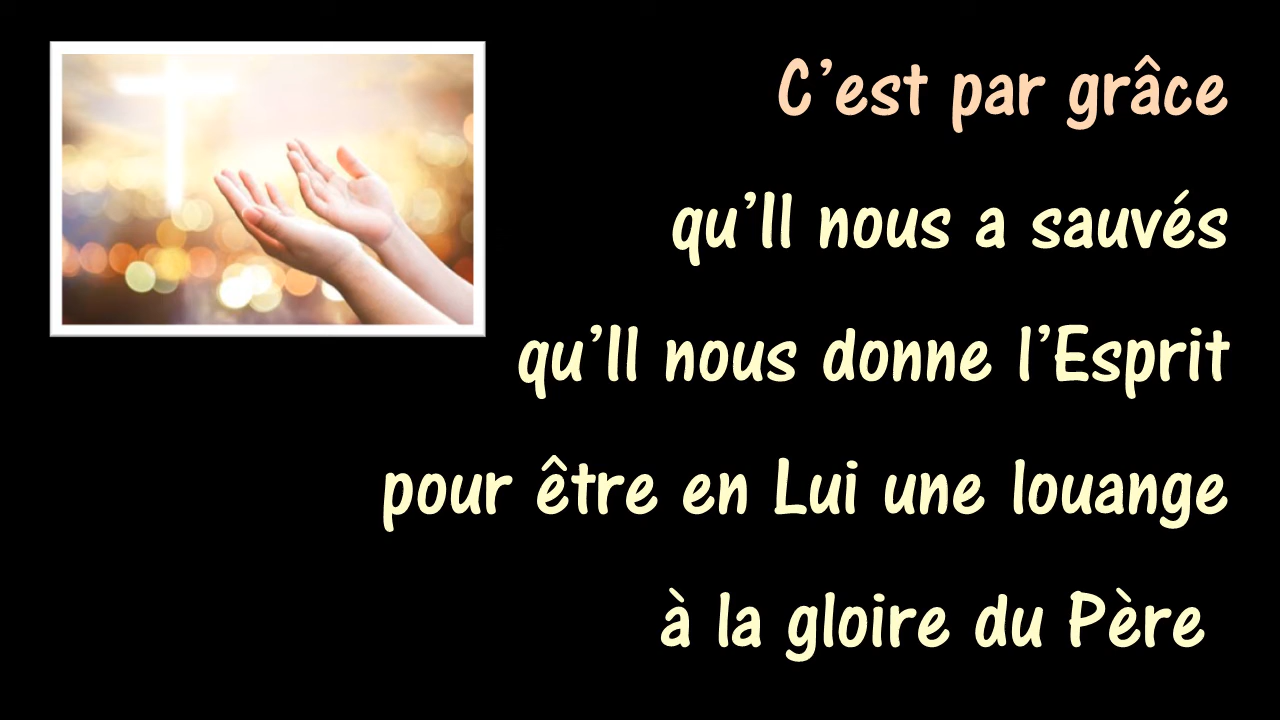 C’est par grâce
qu’Il nous a sauvés
qu’Il nous donne l’Esprit
pour être en Lui une louange
à la gloire du Père